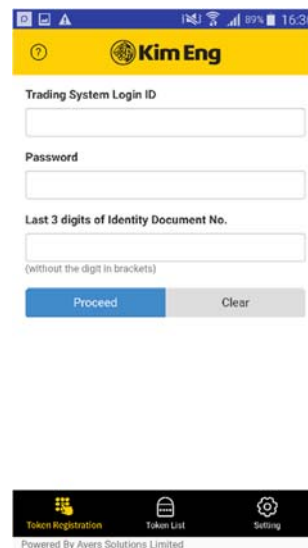 89% 16:30
? Kim Eng
Trading System Login ID
Password
Last 3 digits of Identity Document No.
(without the digit in brackets)
Proceed Clear
Token Registration Token List Setting
Powered By Ayers Solutions Limited